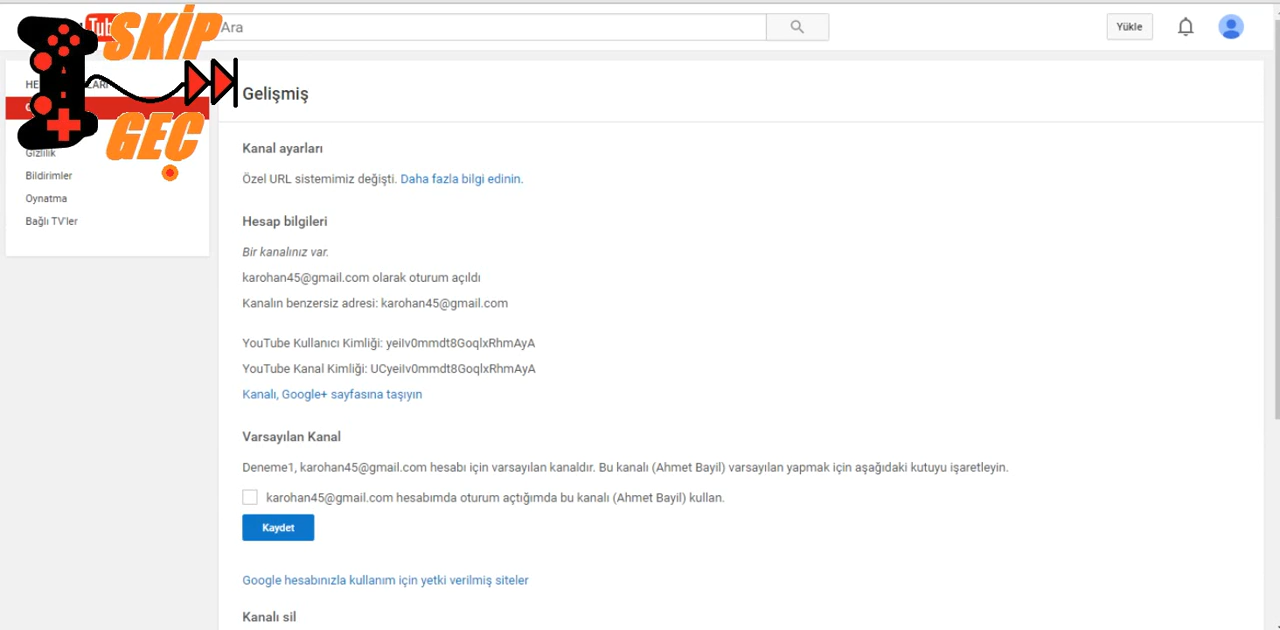 Tub
SKİP
GEÇ
Ara
Yükle
HE
LARI
G
Gizlilik
Bildirimler
Oynatma
Bağlı TV'ler
Gelişmiş
Kanal ayarları
Özel URL sistemimiz değişti. Daha fazla bilgi edinin.
Hesap bilgileri
Bir kanalınız var.
karohan45@gmail.com olarak oturum açıldı
Kanalın benzersiz adresi: karohan45@gmail.com
YouTube Kullanıcı Kimliği: yeiIv0mmdt8GoqlxRhmAyA
YouTube Kanal Kimliği: UCyeiIv0mmdt8GoqlxRhmAyA
Kanalı, Google+ sayfasına taşıyın
Varsayılan Kanal
Deneme1, karohan45@gmail.com hesabı için varsayılan kanaldır. Bu kanalı (Ahmet Bayil) varsayılan yapmak için aşağıdaki kutuyu işaretleyin.
karohan45@gmail.com hesabımda oturum açtığımda bu kanalı (Ahmet Bayil) kullan.
Kaydet
Google hesabınızla kullanım için yetki verilmiş siteler
Kanalı sil